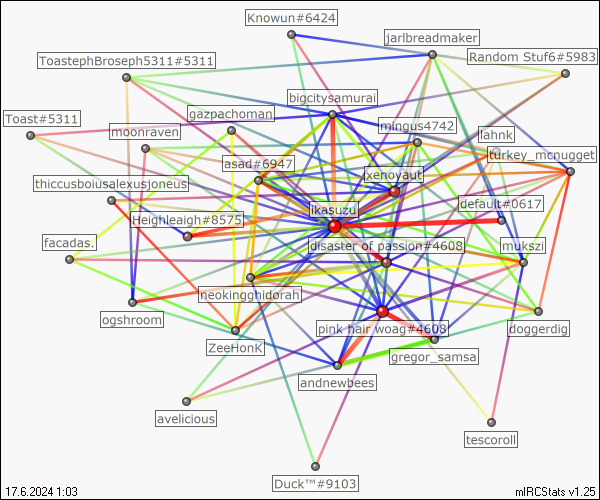 Knowun#6424
jarlbreadmaker
ToastephBroseph5311#5311
Random Stuf6#5983
bigcitysamurai
Toast#5311
gazpachoman
moonraven
mingus4742
lahnk
turkey_mcnugget
asad#6947
xenoyaut
thiccusboiusalexusjoneus
Heighleaigh#8575
ikasuzu
default#0617
facadas.
disaster of passion#4608
mukszi
neokingghidorah
ogshroom
ZeeHonK
pink hair woag#4608
doggerdig
gregor_samsa
andnewbees
avelicious
tescoroll
Duck™#9103
17.6.2024 1:03
mIRCStats v1.25